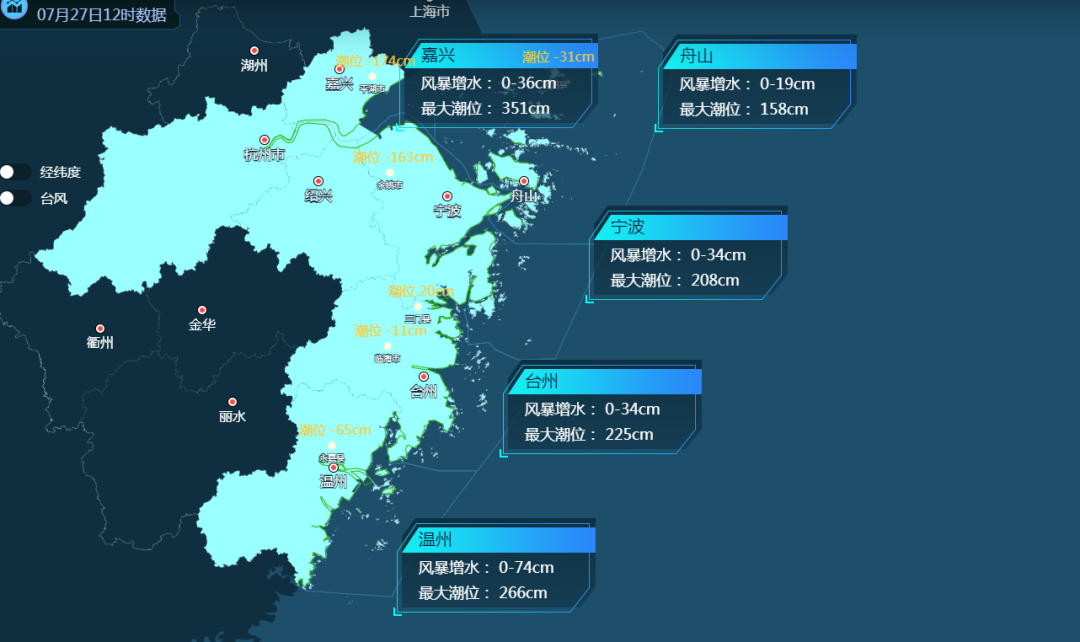 07月27日12时数据
上海市
湖州
潮位 -174cm
嘉兴
平湖市
嘉兴
潮位 -31cm
风暴增水： 0-36cm
最大潮位： 351cm
舟山
风暴增水： 0-19cm
最大潮位： 158cm
杭州市
潮位 -163cm
余姚市
经纬度
台风
绍兴
宁波
舟山
宁波
风暴增水： 0-34cm
最大潮位： 208cm
潮位 20cm
三门县
金华
衢州
潮位 -11cm
临海市
台州
台州
风暴增水： 0-34cm
最大潮位： 225cm
丽水
潮位 -65cm
永嘉县
温州
温州
风暴增水： 0-74cm
最大潮位： 266cm